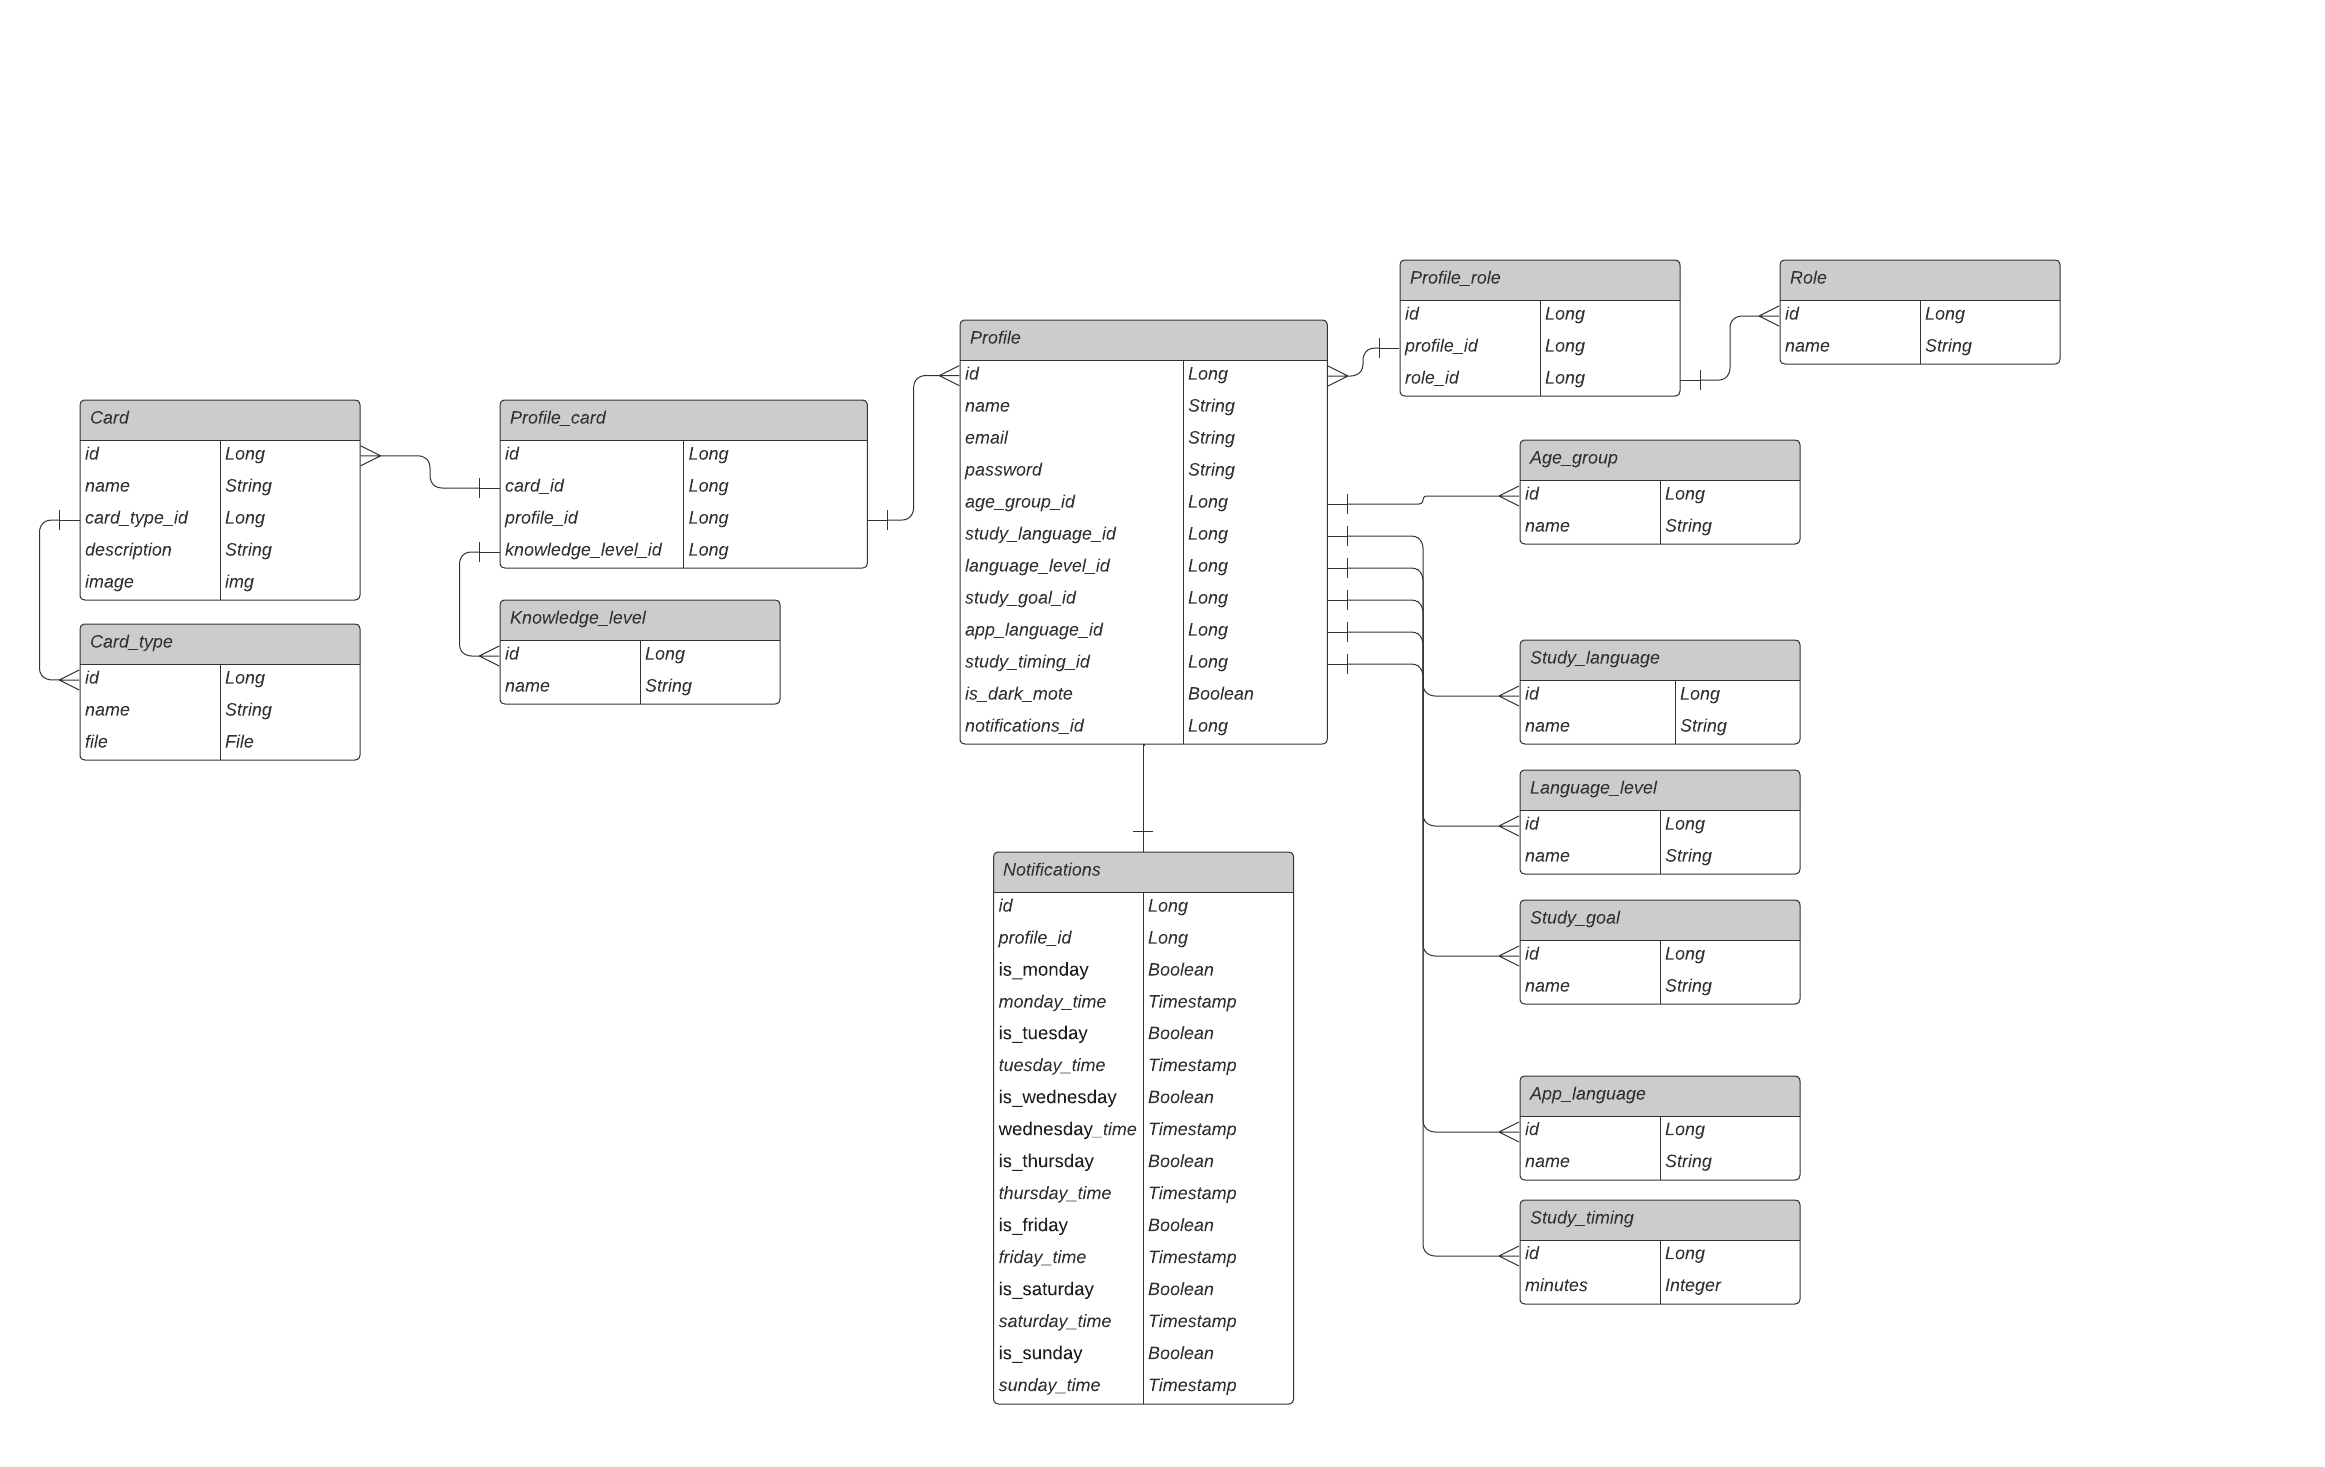 Card
id Long
name String
card_type_id Long
description String
image img
Card_type
id Long
name String
file File
Profile_card
id Long
card_id Long
profile_id Long
knowledge_level_id Long
Knowledge_level
id Long
name String
Profile
id Long
name String
email String
password String
age_group_id Long
study_language_id Long
language_level_id Long
study_goal_id Long
app_language_id Long
study_timing_id Long
is_dark_mote Boolean
notifications_id Long
Notifications
id Long
profile_id Long
is_monday Boolean
monday_time Timestamp
is_tuesday Boolean
tuesday_time Timestamp
is_wednesday Boolean
wednesday_time Timestamp
is_thursday Boolean
thursday_time Timestamp
is_friday Boolean
friday_time Timestamp
is_saturday Boolean
saturday_time Timestamp
is_sunday Boolean
sunday_time Timestamp
Profile_role
id Long
profile_id Long
role_id Long
Role
id Long
name String
Age_group
id Long
name String
Study_language
id Long
name String
Language_level
id Long
name String
Study_goal
id Long
name String
App_language
id Long
name String
Study_timing
id Long
minutes Integer